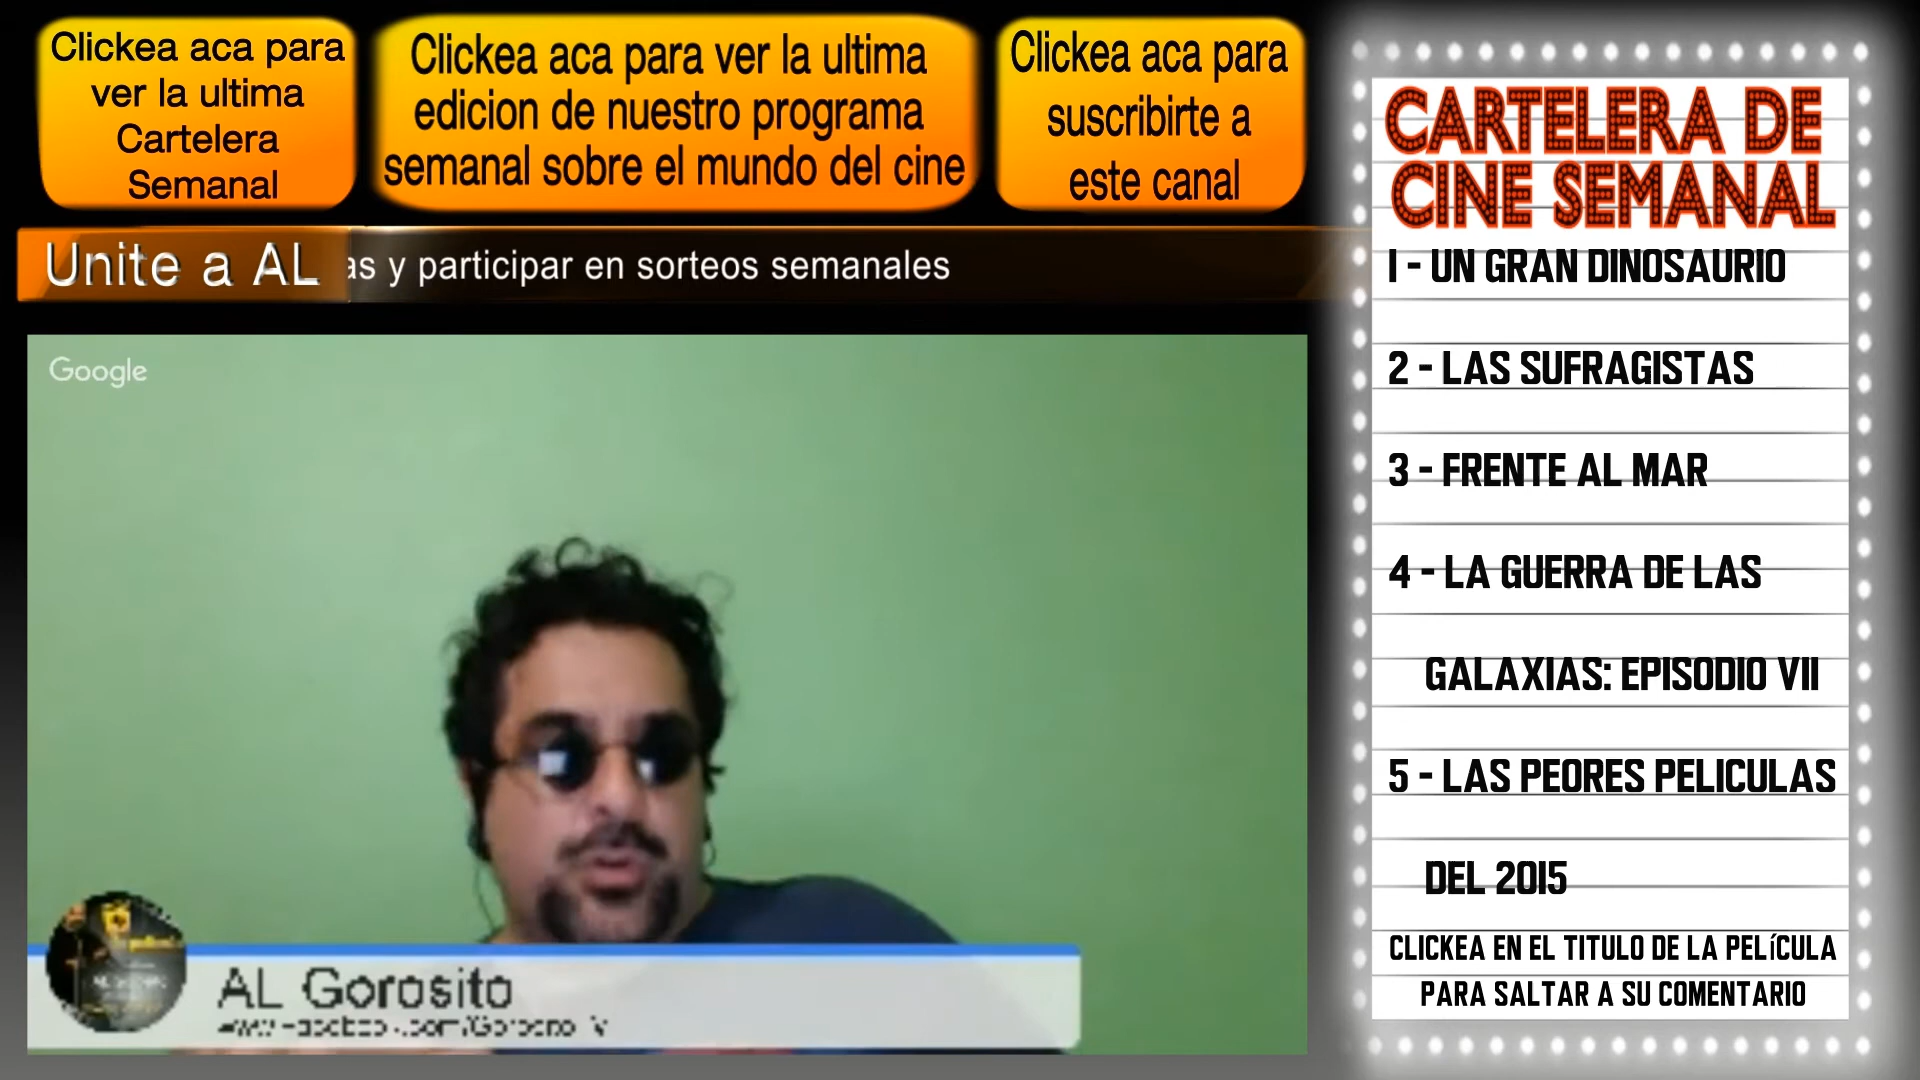 Clickea aca para
ver la ultima
Cartelera
Semanal
Clickea aca para ver la ultima
edicion de nuestro programa
semanal sobre el mundo del cine
Clickea aca para
suscribirte a
este canal
Unite a AL
as y participar en sorteos semanales
Google
AL Gorosito
CARTELERA DE
CINE SEMANAL
1 - UN GRAN DINOSAURIO
2 - LAS SUFRAGISTAS
3 - FRENTE AL MAR
4 - LA GUERRA DE LAS
GALAXIAS: EPISODIO VII
5 - LAS PEORES PELICULAS
DEL 2015
CLICKEA EN EL TITULO DE LA PELíCULA
PARA SALTAR A SU COMENTARIO